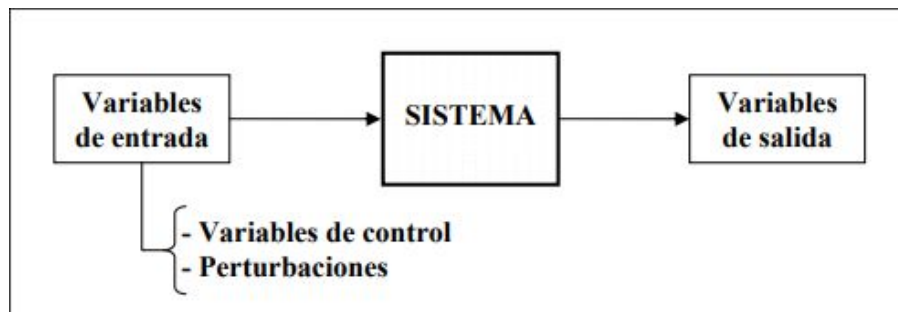 Variables
de entrada
SISTEMA
Variables
de salida
- Variables de control
- Perturbaciones